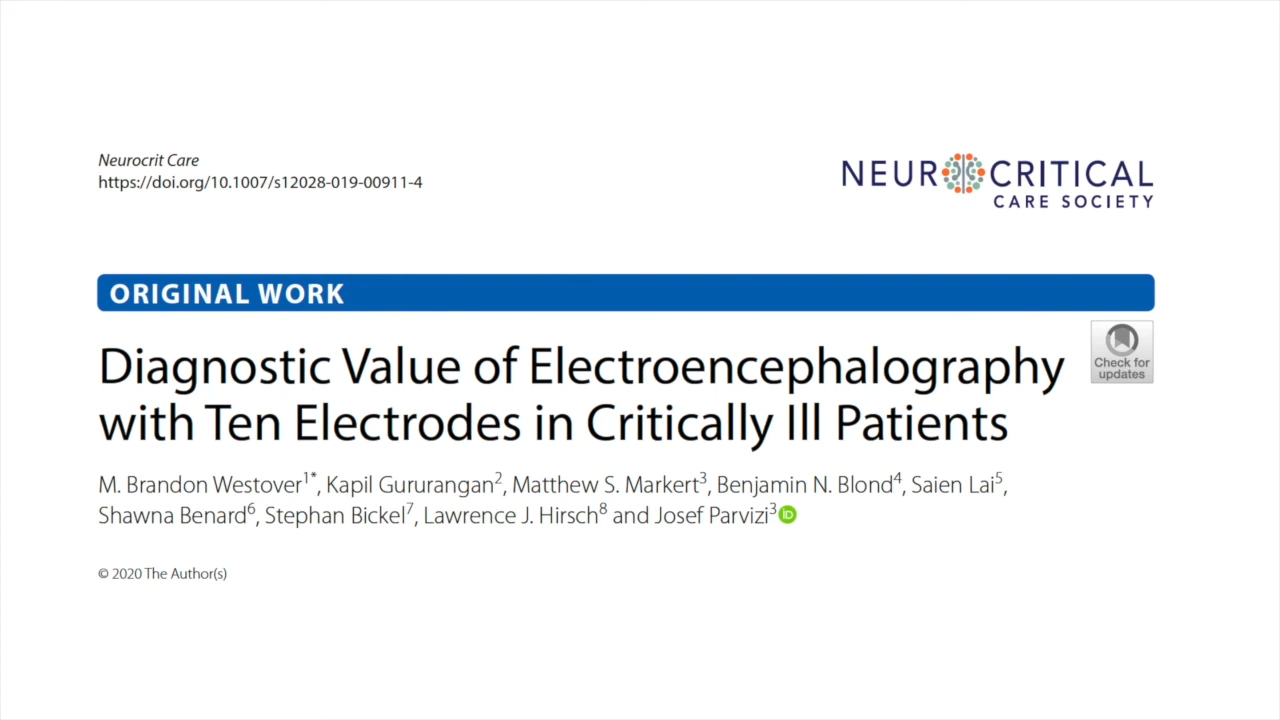 Neurocrit Care
https://doi.org/10.1007/s12028-019-00911-4
NEUROCRITICAL
CARE SOCIETY
ORIGINAL WORK
Diagnostic Value of Electroencephalography
with Ten Electrodes in Critically Ill Patients
Check for
updates
M. Brandon Westover1*, Kapil Gururangan2, Matthew S. Markert3, Benjamin N. Blond4, Saien Lai5,
Shawna Benard6, Stephan Bickel7, Lawrence J. Hirsch8 and Josef Parvizi3 iD
© 2020 The Author(s)